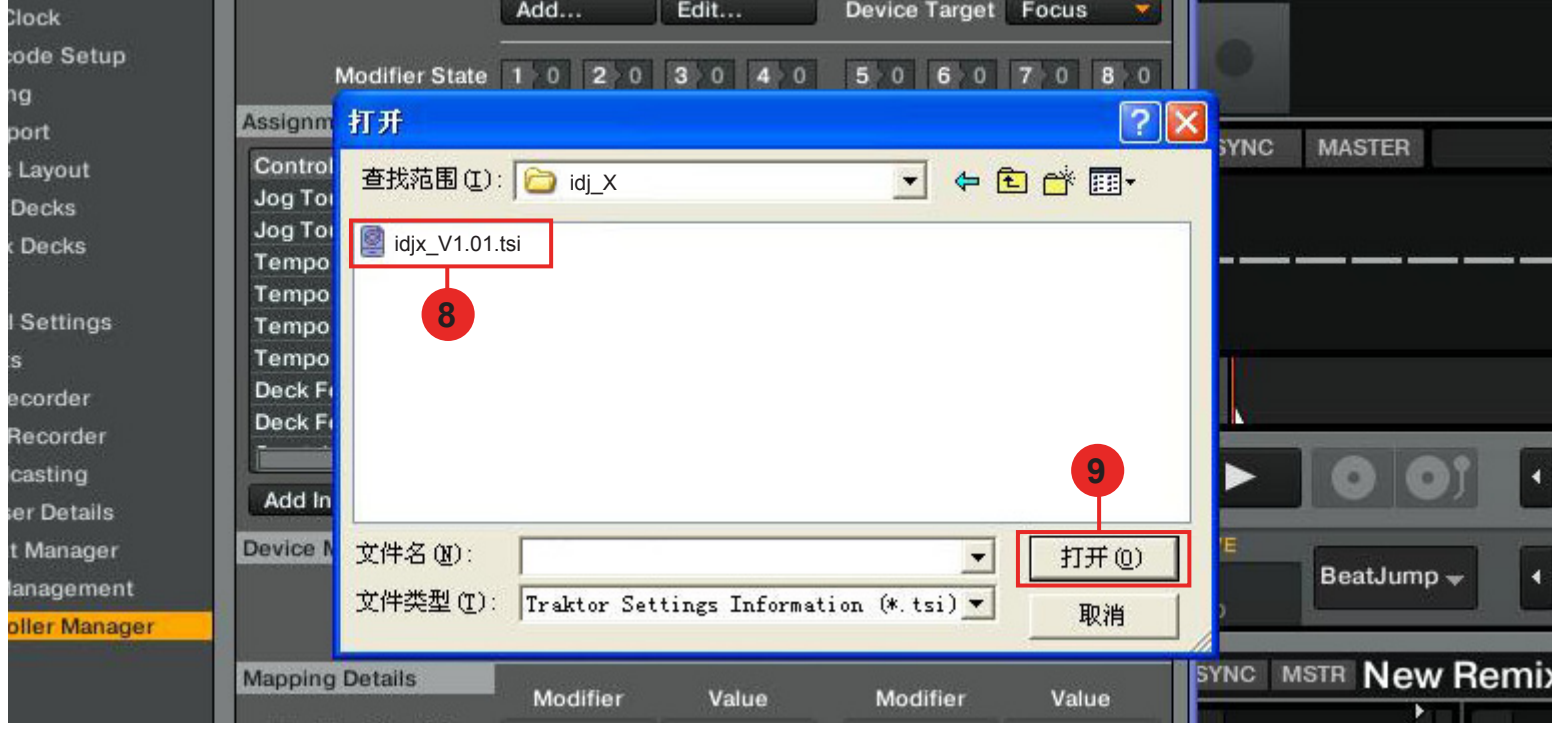 Clock
code Setup
ng
port
s Layout
Decks
x Decks
l Settings
ts
ecorder
Recorder
casting
ser Details
t Manager
Management
oller Manager
Add... Edit... Device Target Focus
Modifier State 1 0 2 0 3 0 4 0 5 0 6 0 7 0 8 0
Assignm
Control
Jog Tou
Jog Tou
Tempo
Tempo
Tempo
Tempo
Deck Fo
Deck Fo
Add In
Device M
Mapping Details
Modifier Value Modifier Value
打开
查找范围(I): idj_X
idjx_V1.01.tsi
8
9
文件名(N): 打开(O)
文件类型(T): Traktor Settings Information (*.tsi) 取消
SYNC MASTER
BeatJump
SYNC MSTR New Remix